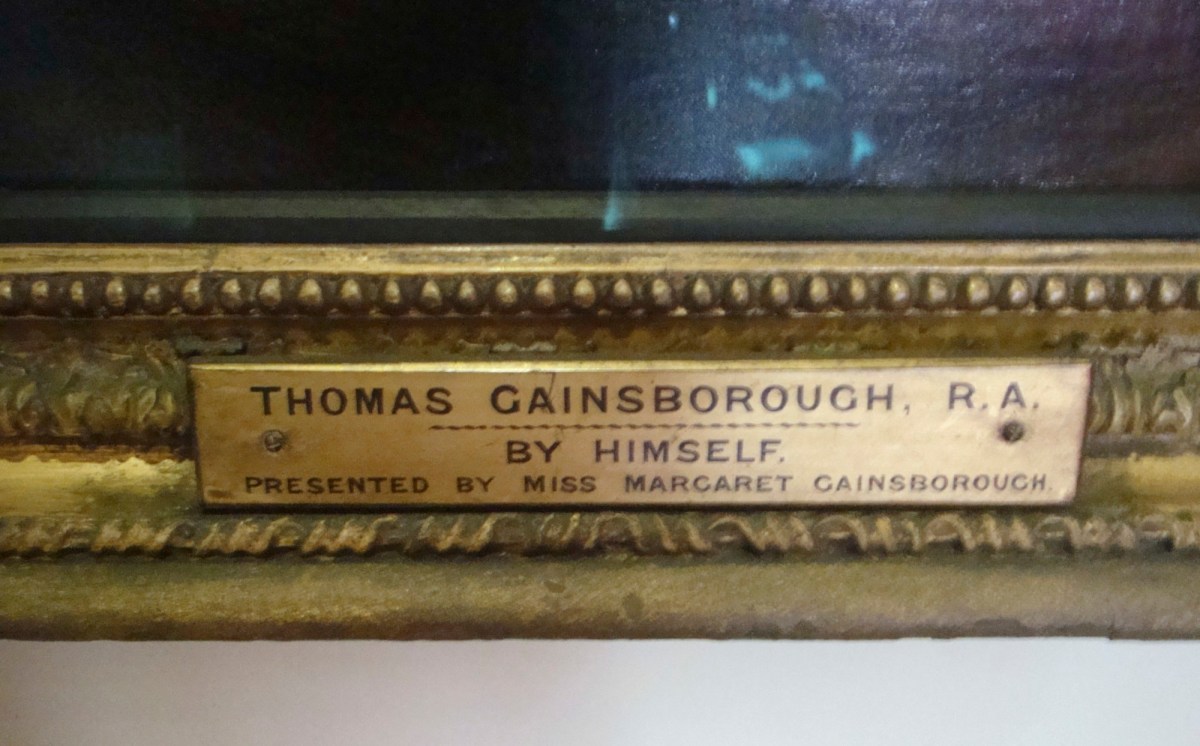 THOMAS GAINSBOROUGH, R.A.
BY HIMSELF.
PRESENTED BY MISS MARGARET GAINSBOROUGH.